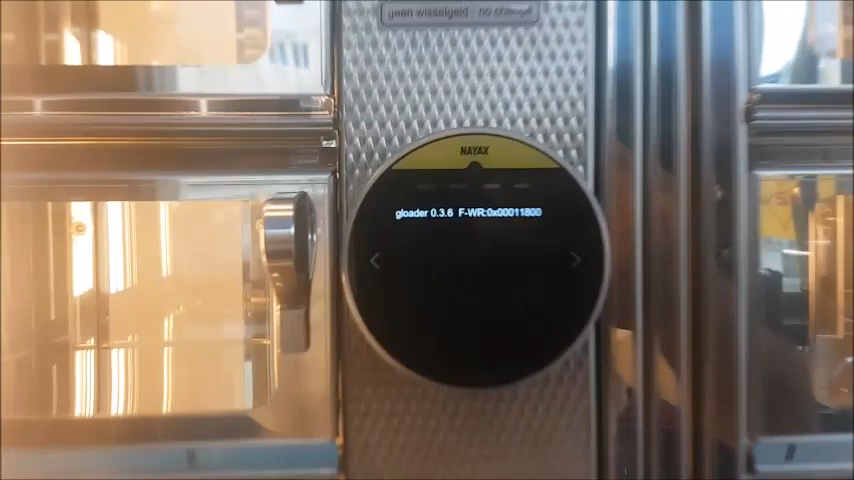 geen wisselgeld - no change
NAYAX
gloader 0.3.6 F-WR:0x00011800